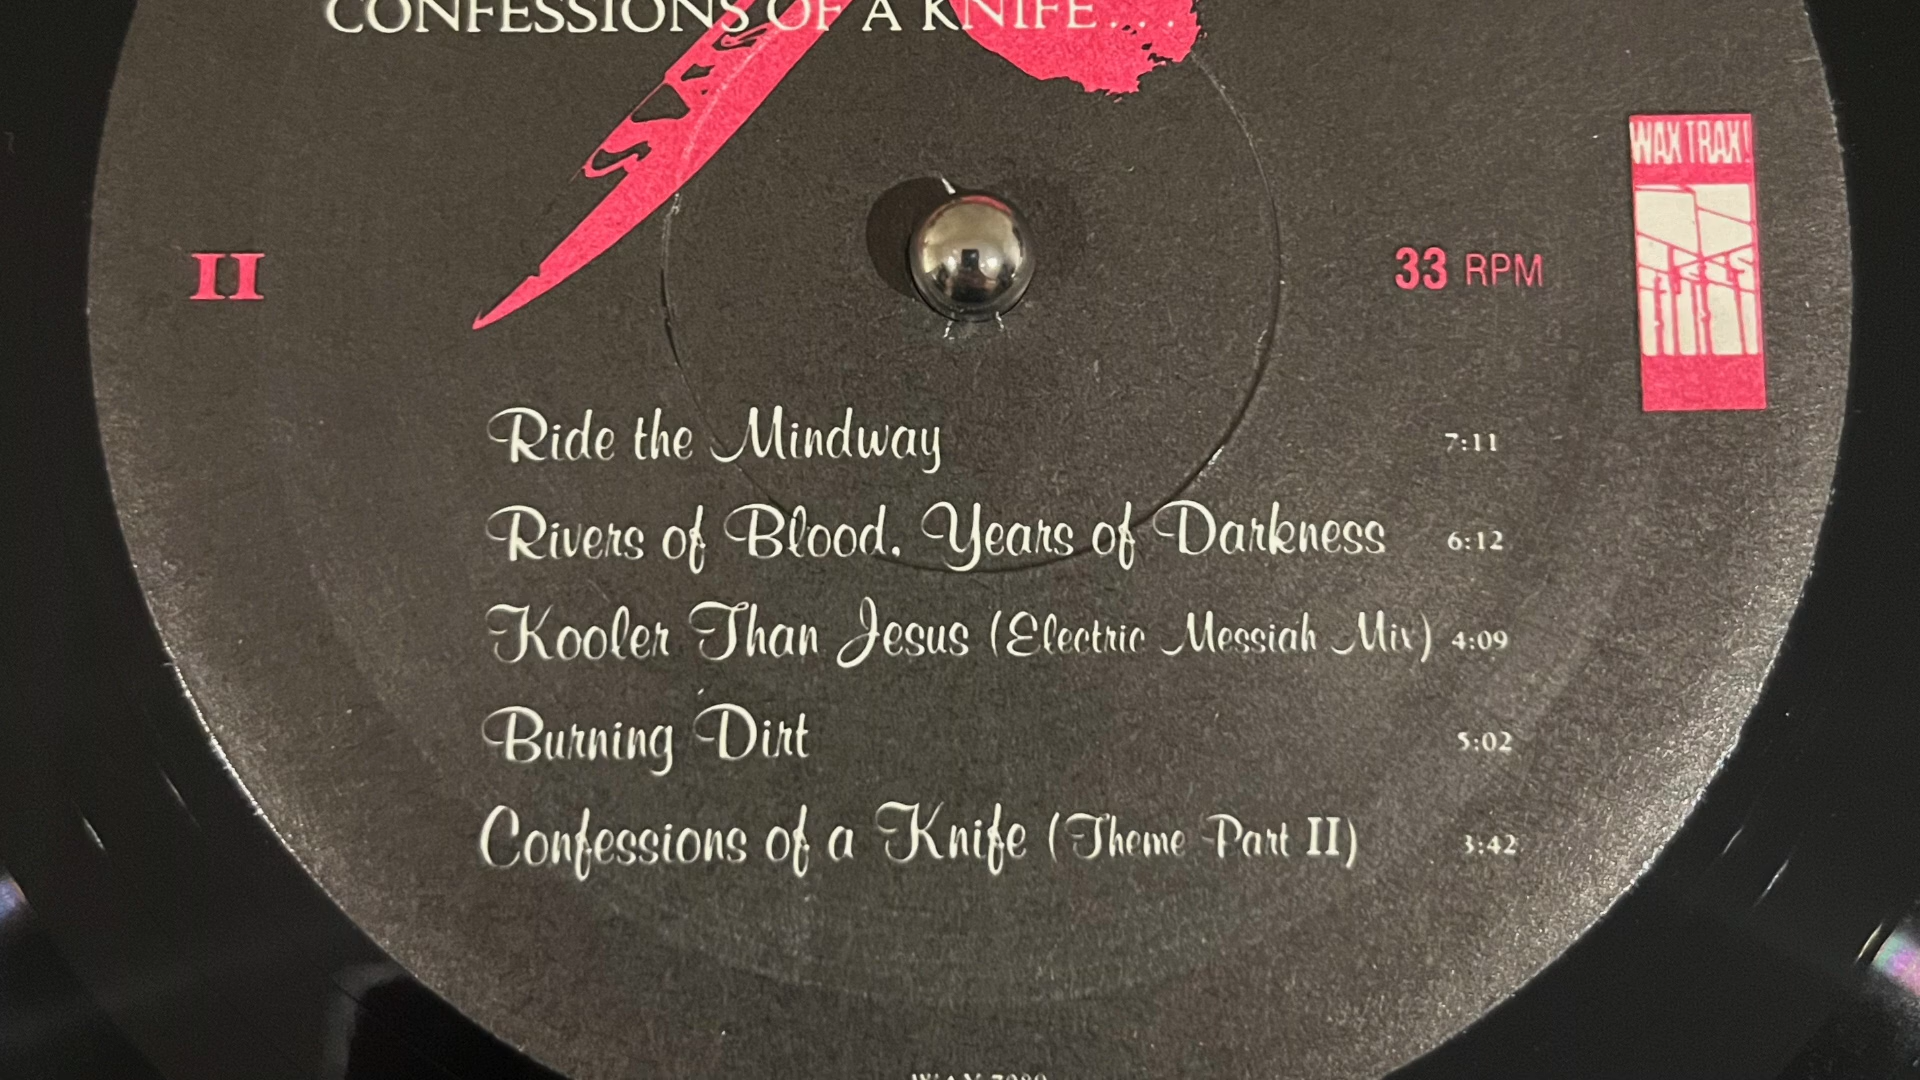 CONFESSIONS OF A KNIFE...
WAX TRAX!
II
33 RPM
Ride the Mindway 7:11
Rivers of Blood, Years of Darkness 6:12
Kooler Than Jesus (Electric Messiah Mix) 4:09
Burning Dirt 5:02
Confessions of a Knife (Theme Part II) 3:42